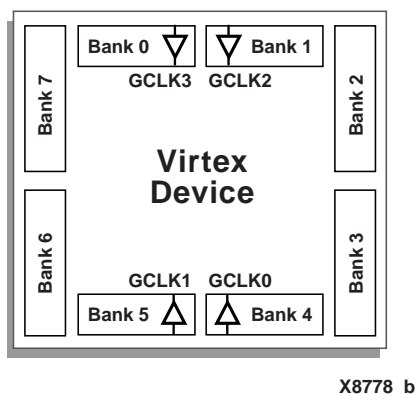 Bank 0 Bank 1
GCLK3 GCLK2
Bank 7
Bank 2
Virtex
Device
Bank 6
Bank 3
GCLK1 GCLK0
Bank 5 Bank 4
X8778_b